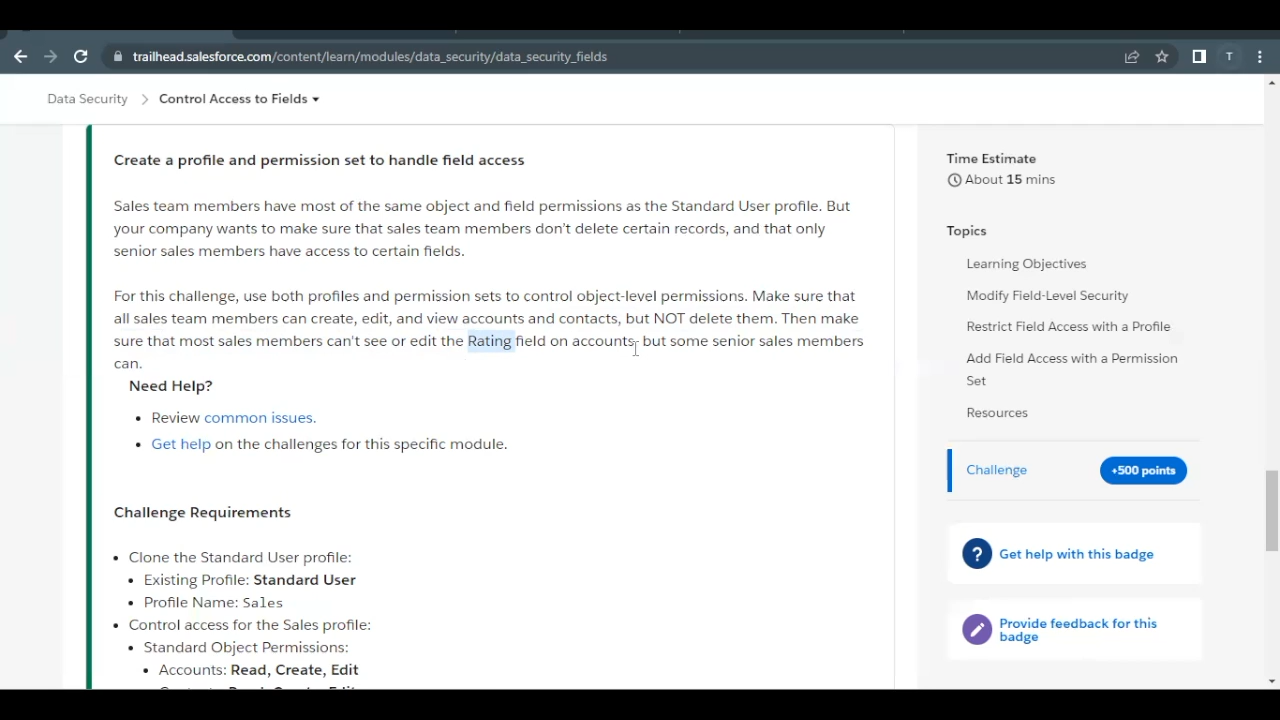 trailhead.salesforce.com/content/learn/modules/data_security/data_security_fields
T
Data Security
Control Access to Fields
Create a profile and permission set to handle field access
Sales team members have most of the same object and field permissions as the Standard User profile. But
your company wants to make sure that sales team members don't delete certain records, and that only
senior sales members have access to certain fields.
For this challenge, use both profiles and permission sets to control object-level permissions. Make sure that
all sales team members can create, edit, and view accounts and contacts, but NOT delete them. Then make
sure that most sales members can't see or edit the Rating field on accounts, but some senior sales members
can.
Need Help?
• Review common issues.
• Get help on the challenges for this specific module.
Challenge Requirements
• Clone the Standard User profile:
• Existing Profile: Standard User
• Profile Name: Sales
• Control access for the Sales profile:
• Standard Object Permissions:
• Accounts: Read, Create, Edit
Time Estimate
About 15 mins
Topics
Learning Objectives
Modify Field-Level Security
Restrict Field Access with a Profile
Add Field Access with a Permission
Set
Resources
Challenge
+500 points
? Get help with this badge
Provide feedback for this
badge